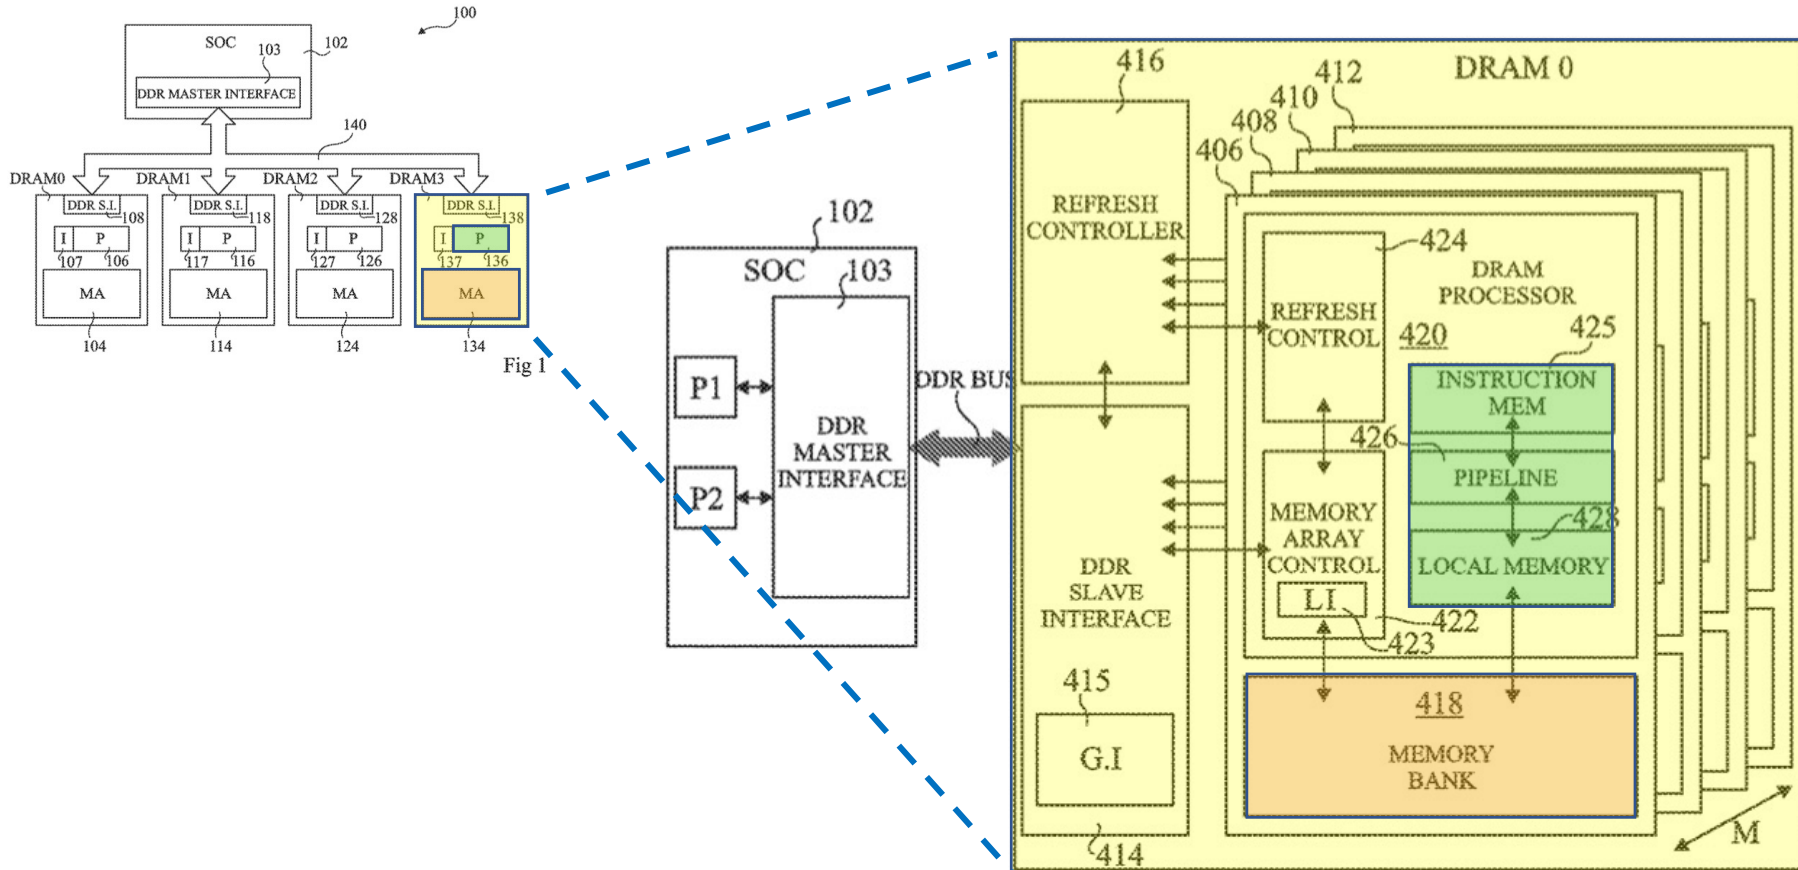 100
SOC
102
103
DDR MASTER INTERFACE
140
DRAM0
DRAM1
DRAM2
DRAM3
DDR S.I.
108
DDR S.I.
118
DDR S.I.
128
DDR S.I.
138
I
P
I
P
I
P
I
P
107
106
117
116
127
126
137
136
MA
MA
MA
MA
104
114
124
134
Fig 1
102
SOC
103
P1
P2
DDR
MASTER
INTERFACE
DDR BUS
DRAM 0
416
412
410
408
406
REFRESH
CONTROLLER
424
REFRESH
CONTROL
DRAM
PROCESSOR
420
425
INSTRUCTION
MEM
426
PIPELINE
428
LOCAL MEMORY
MEMORY
ARRAY
CONTROL
LI
422
423
DDR
SLAVE
INTERFACE
415
G.I
414
418
MEMORY
BANK
M